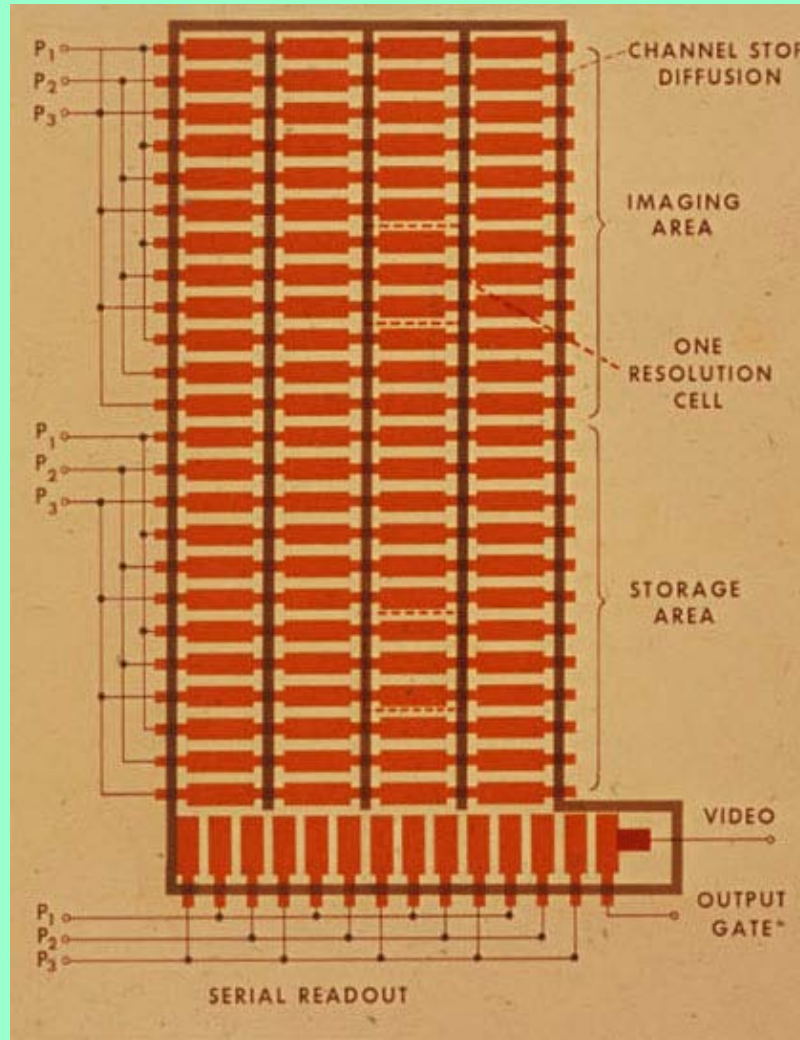 P1
P2
P3
CHANNEL STOP
DIFFUSION
IMAGING
AREA
ONE
RESOLUTION
CELL
P1
P2
P3
STORAGE
AREA
VIDEO
OUTPUT
GATE
P1
P2
P3
SERIAL READOUT